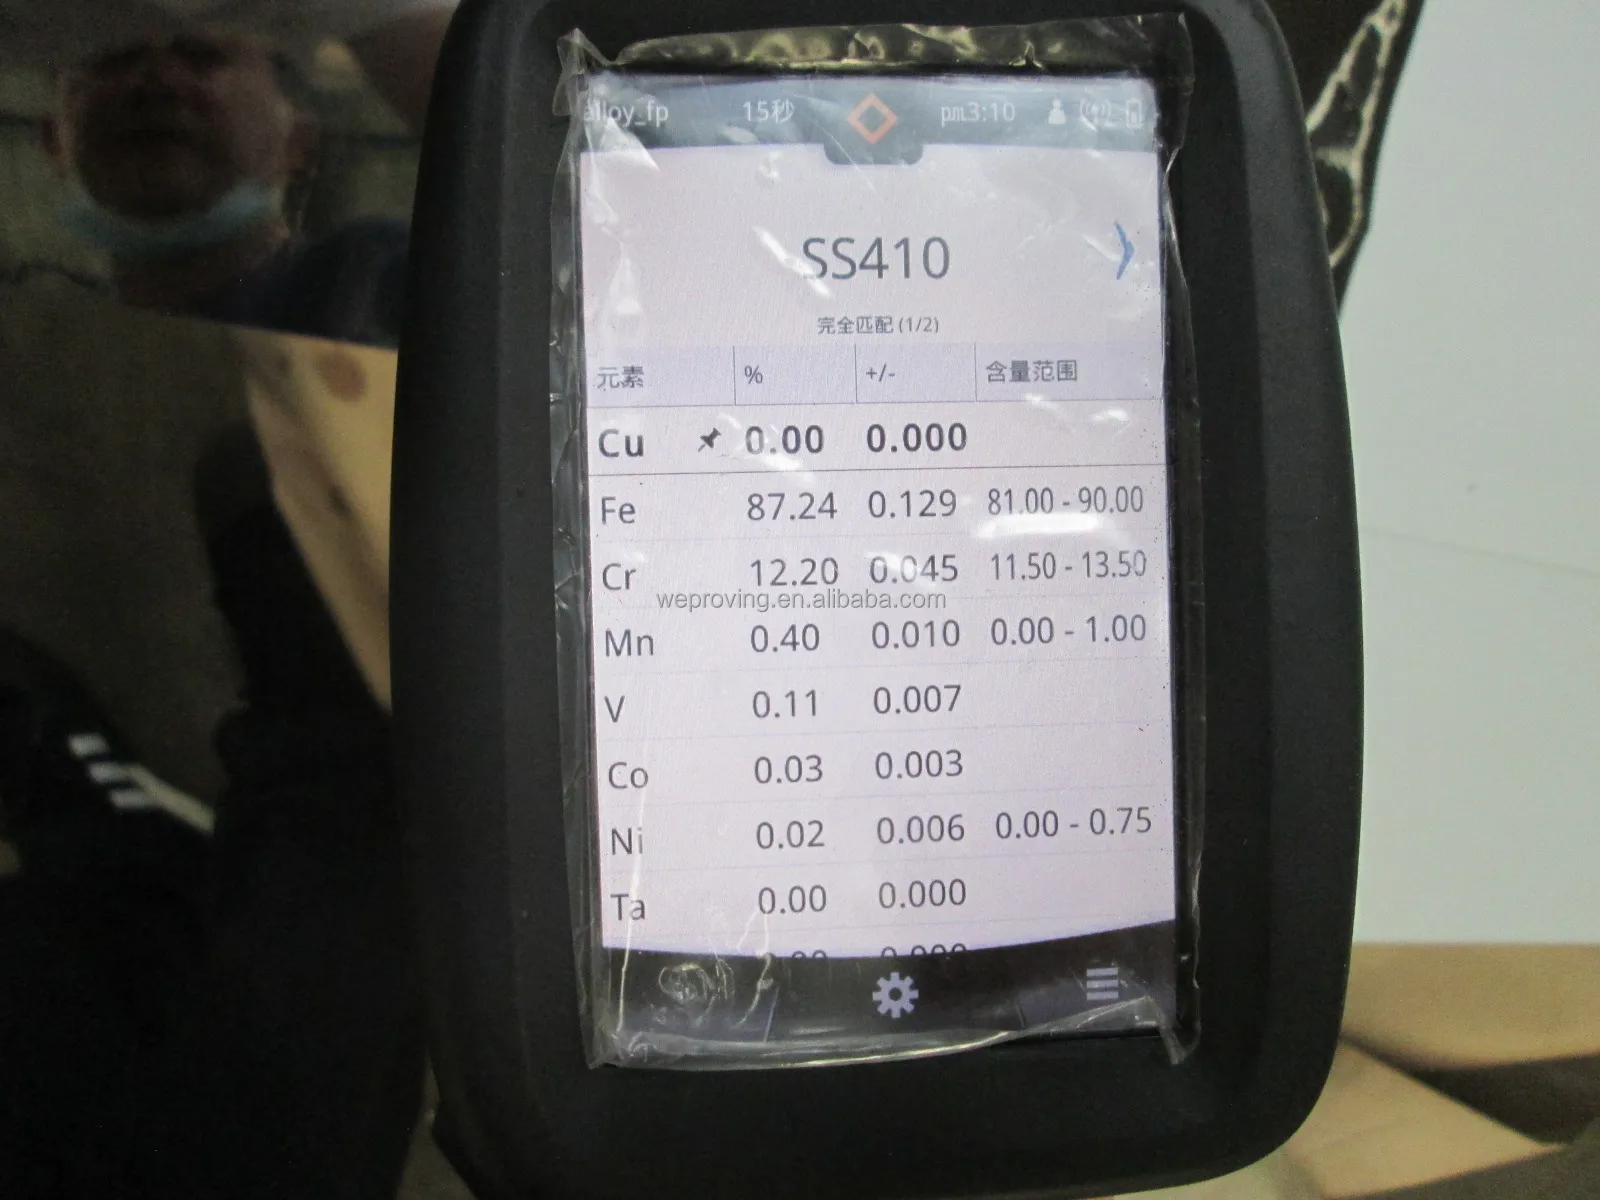 alloy_fp 15秒 pm3:10
SS410
完全匹配 (1/2)
元素 % +/- 含量范围
Cu 0.00 0.000
Fe 87.24 0.129 81.00 - 90.00
Cr 12.20 0.045 11.50 - 13.50
weproving.en.alibaba.com
Mn 0.40 0.010 0.00 - 1.00
V 0.11 0.007
Co 0.03 0.003
Ni 0.02 0.006 0.00 - 0.75
Ta 0.00 0.000